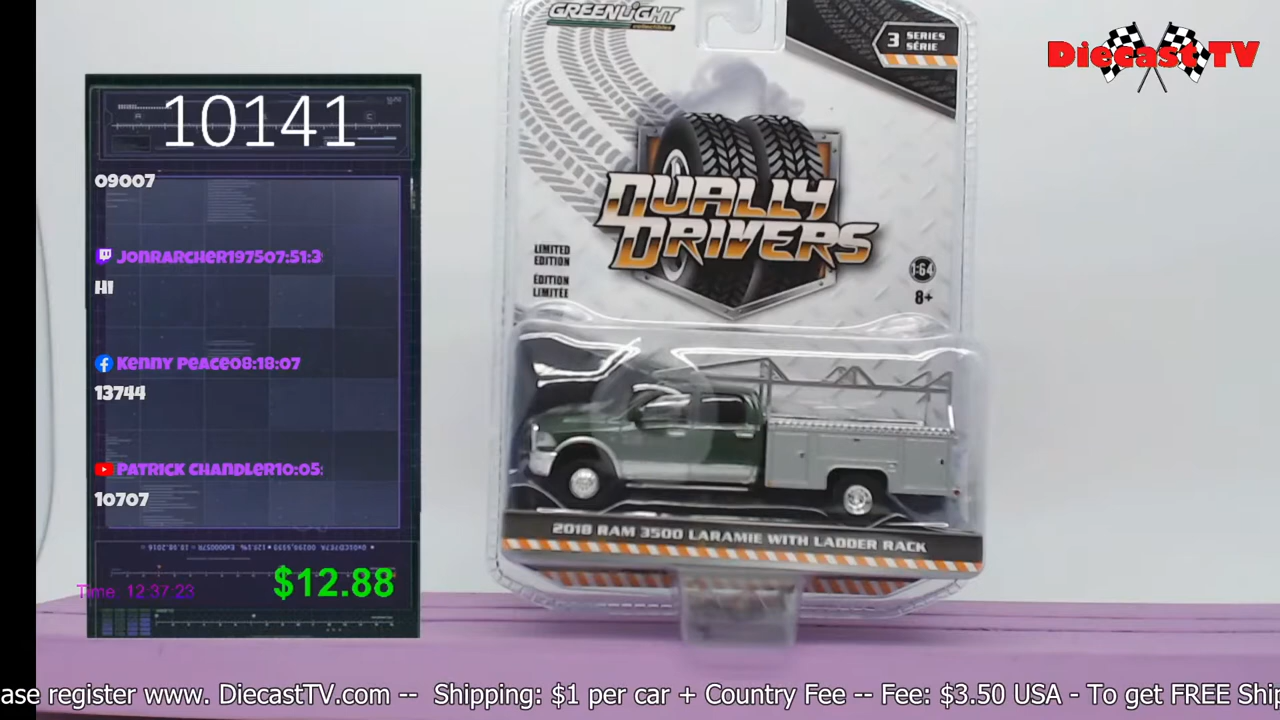 GREENLIGHT
collectibles
3 SERIES
SÉRIE
Diecast TV
10141
09007
JonRArcher197507:51:3
HI
Kenny Peace08:18:07
13744
Patrick Chandler10:05:
10707
Time: 12:37:23
$12.88
DUALLY
DRIVERS
LIMITED
EDITION
ÉDITION
LIMITÉE
1:64
8+
2018 RAM 3500 LARAMIE WITH LADDER RACK
ase register www. DiecastTV.com -- Shipping: $1 per car + Country Fee -- Fee: $3.50 USA - To get FREE Ship